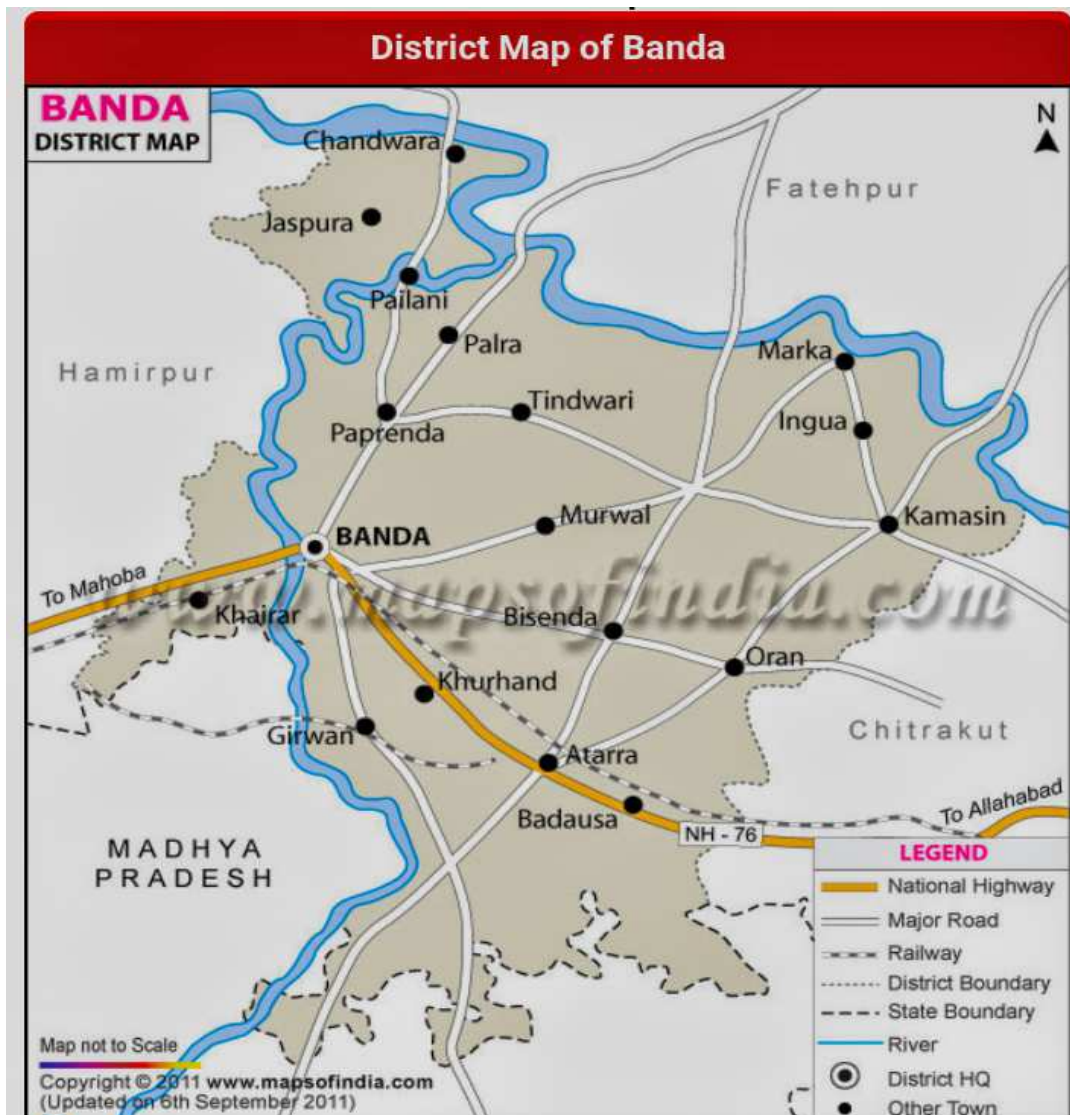 District Map of Banda
BANDA
DISTRICT MAP
N
Chandwara
Fatehpur
Jaspura
Pailani
Palra
Marka
Hamirpur
Tindwari
Ingua
Paprenda
Murwal
Kamasin
BANDA
To Mahoba
www.mapsofindia.com
Khairar
Bisenda
Oran
Khurhand
Girwan
Chitrakut
Atarra
To Allahabad
Badausa
NH - 76
MADHYA
PRADESH
LEGEND
National Highway
Major Road
Railway
District Boundary
State Boundary
River
District HQ
Other Town
Map not to Scale
Copyright © 2011 www.mapsofindia.com
(Updated on 6th September 2011)